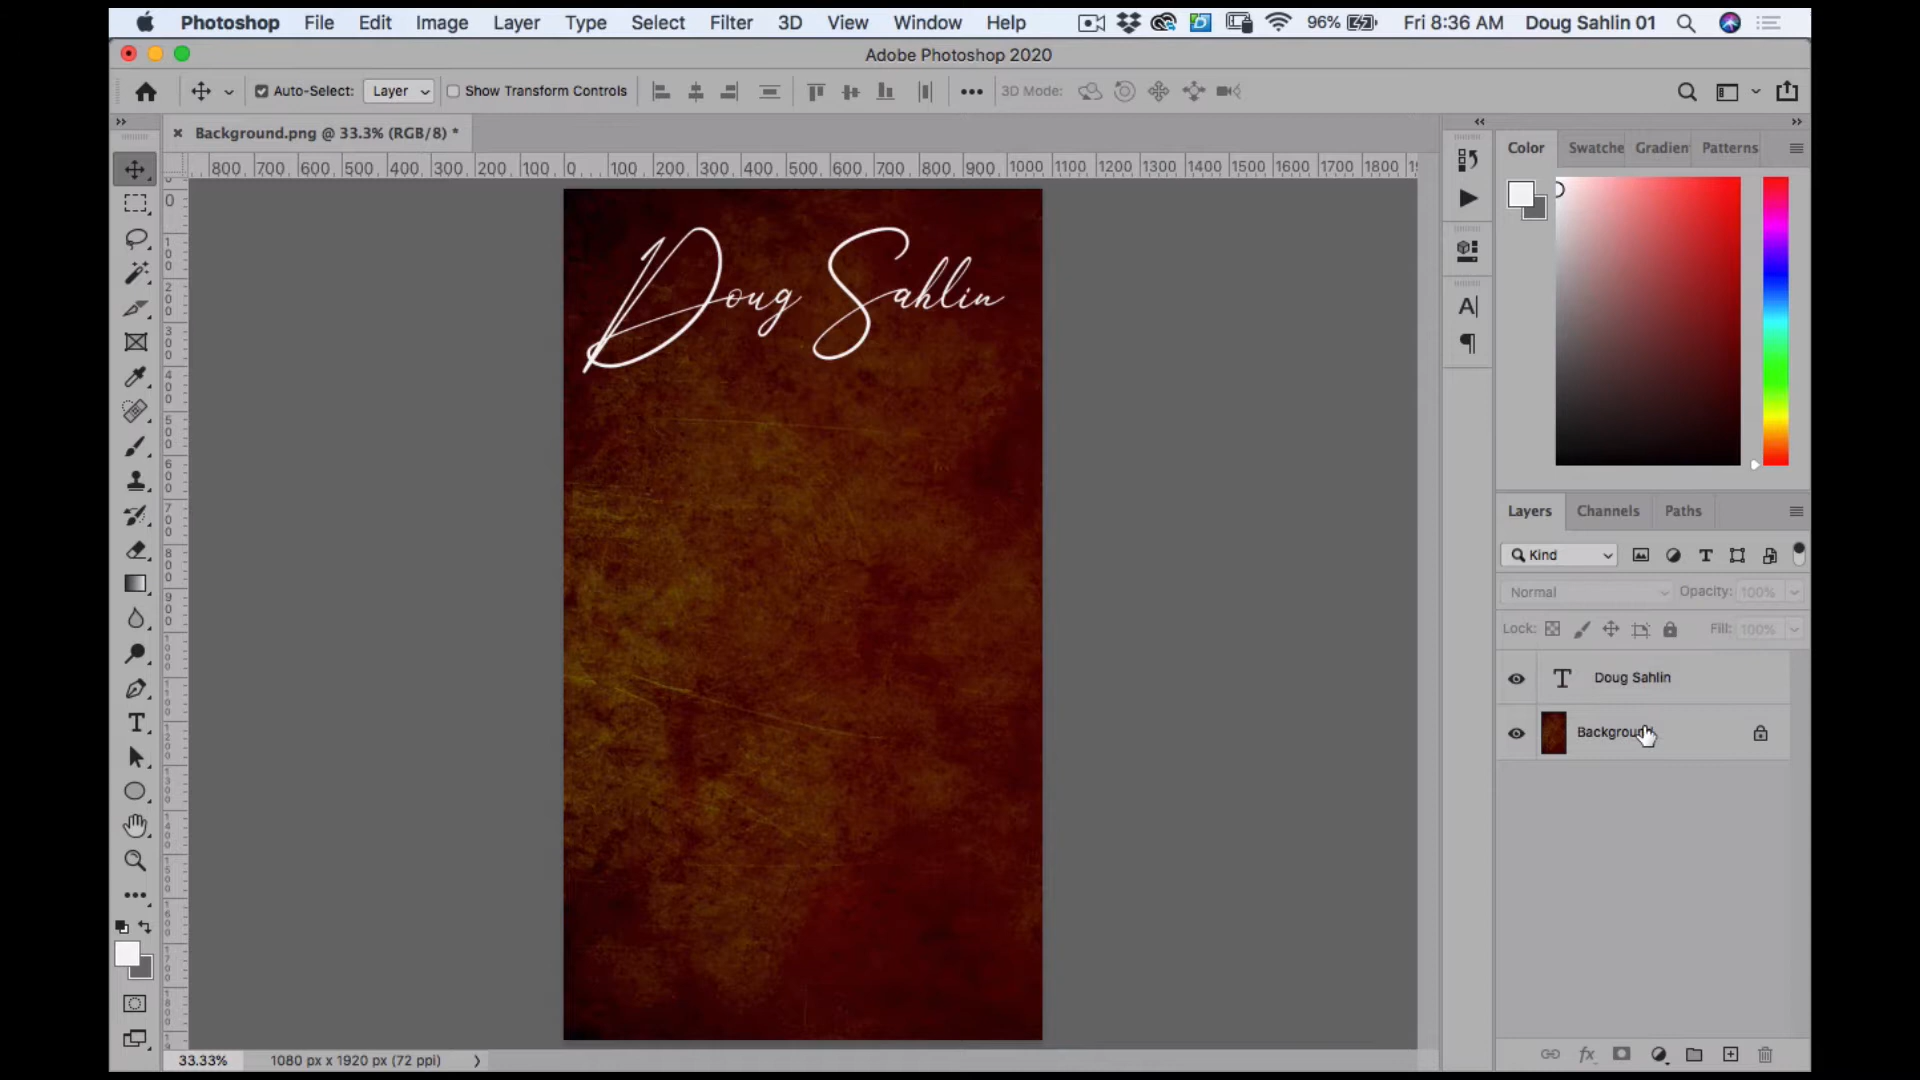 Photoshop File Edit Image Layer Type Select Filter 3D View Window Help 96% Fri 8:36 AM Doug Sahlin 01
Adobe Photoshop 2020
Auto-Select: Layer Show Transform Controls 3D Mode:
Background.png @ 33.3% (RGB/8) *
800 700 600 500 400 300 200 100 0 100 200 300 400 500 600 700 800 900 1000 1100 1200 1300 1400 1500 1600 1700 1800
Color Swatche Gradien Patterns
Doug Sahlin
Layers Channels Paths
Kind
Normal Opacity: 100%
Lock: Fill: 100%
T Doug Sahlin
Background
33.33% 1080 px x 1920 px (72 ppi)